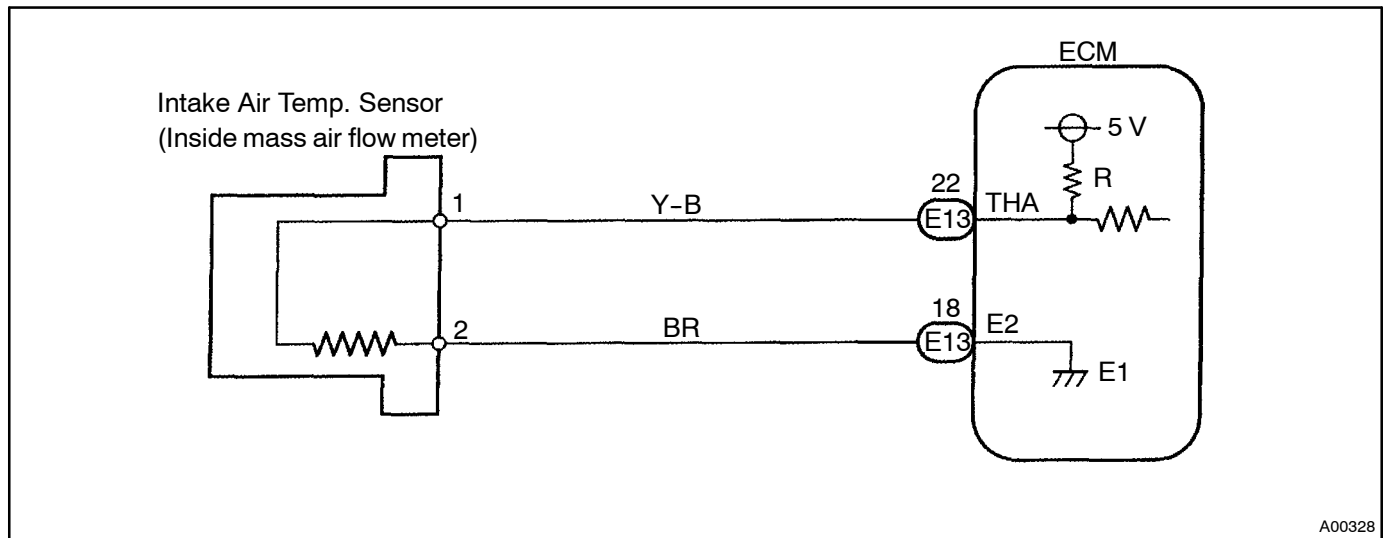 ECM
Intake Air Temp. Sensor
(Inside mass air flow meter)
5 V
R
1
Y-B
22
E13
THA
2
BR
18
E13
E2
E1
A00328